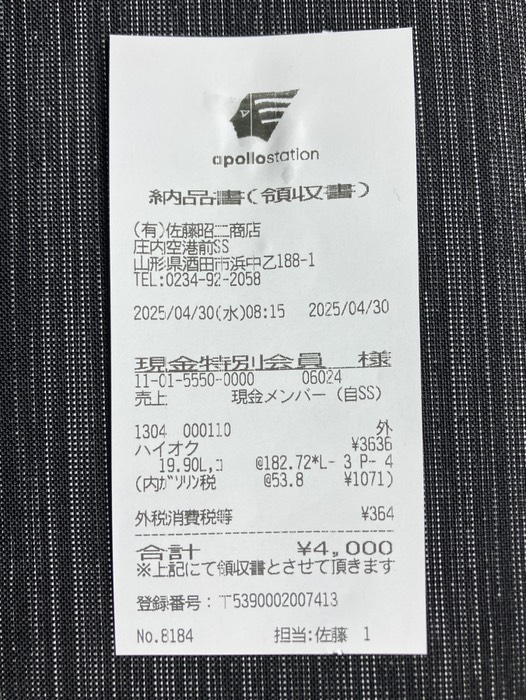 apollostation
納品書(領収書)
(有)佐藤昭二商店
庄内空港前SS
山形県酒田市浜中乙188-1
TEL:0234-92-2058
2025/04/30(水)08:15 2025/04/30
現金特別会員 様
11-01-5550-0000 06024
売上 現金メンバー (自SS)
1304 000110 外
ハイオク ¥3636
19.90L,コ @182.72*L- 3 P- 4
(内ガソリン税 @53.8 ¥1071)
外税消費税等 ¥364
合計 ¥4,000
※上記にて領収書とさせて頂きます
登録番号: T5390002007413
No.8184 担当:佐藤 1